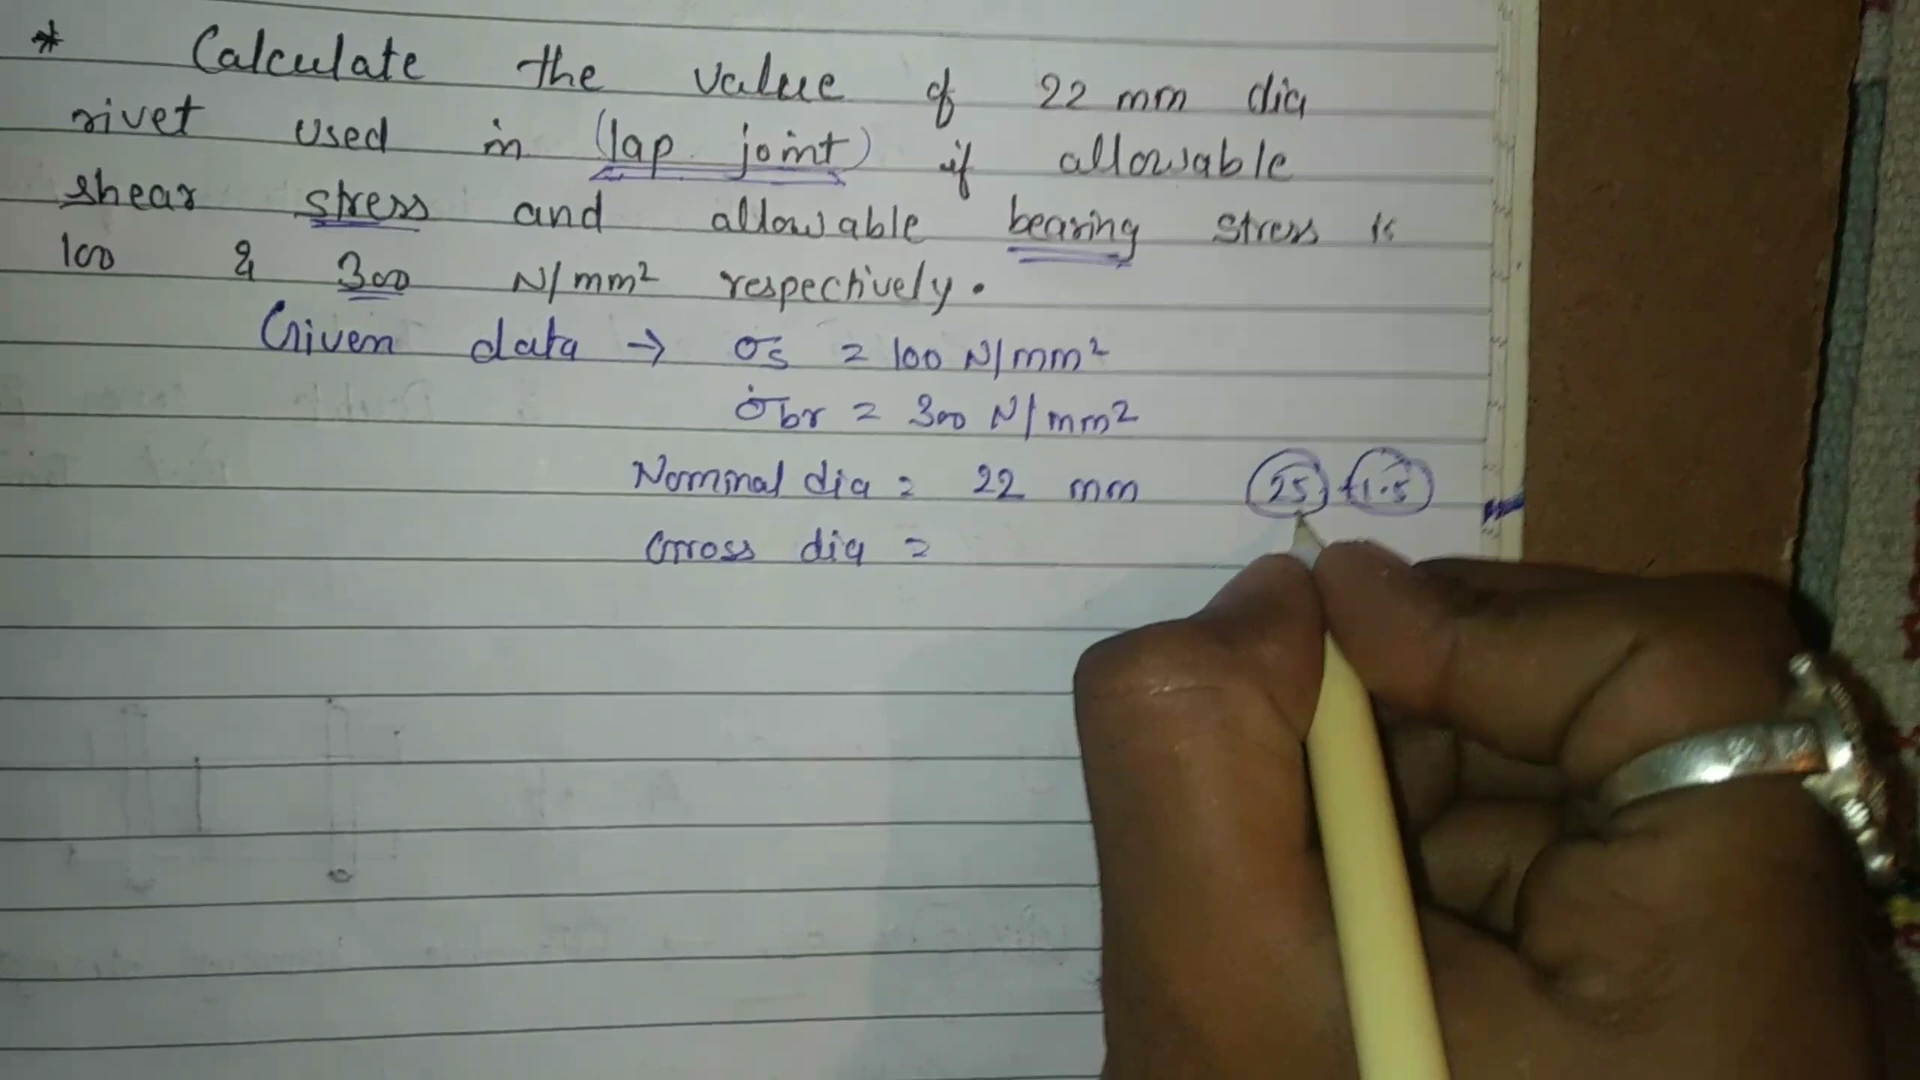 * Calculate the value of 22 mm dia
rivet used in (lap joint) if allowable
shear stress and allowable bearing stress is
100 & 300 N/mm² respectively.
Given data → σs = 100 N/mm²
σbr = 300 N/mm²
Nominal dia = 22 mm 25 +1.5
Gross dia =